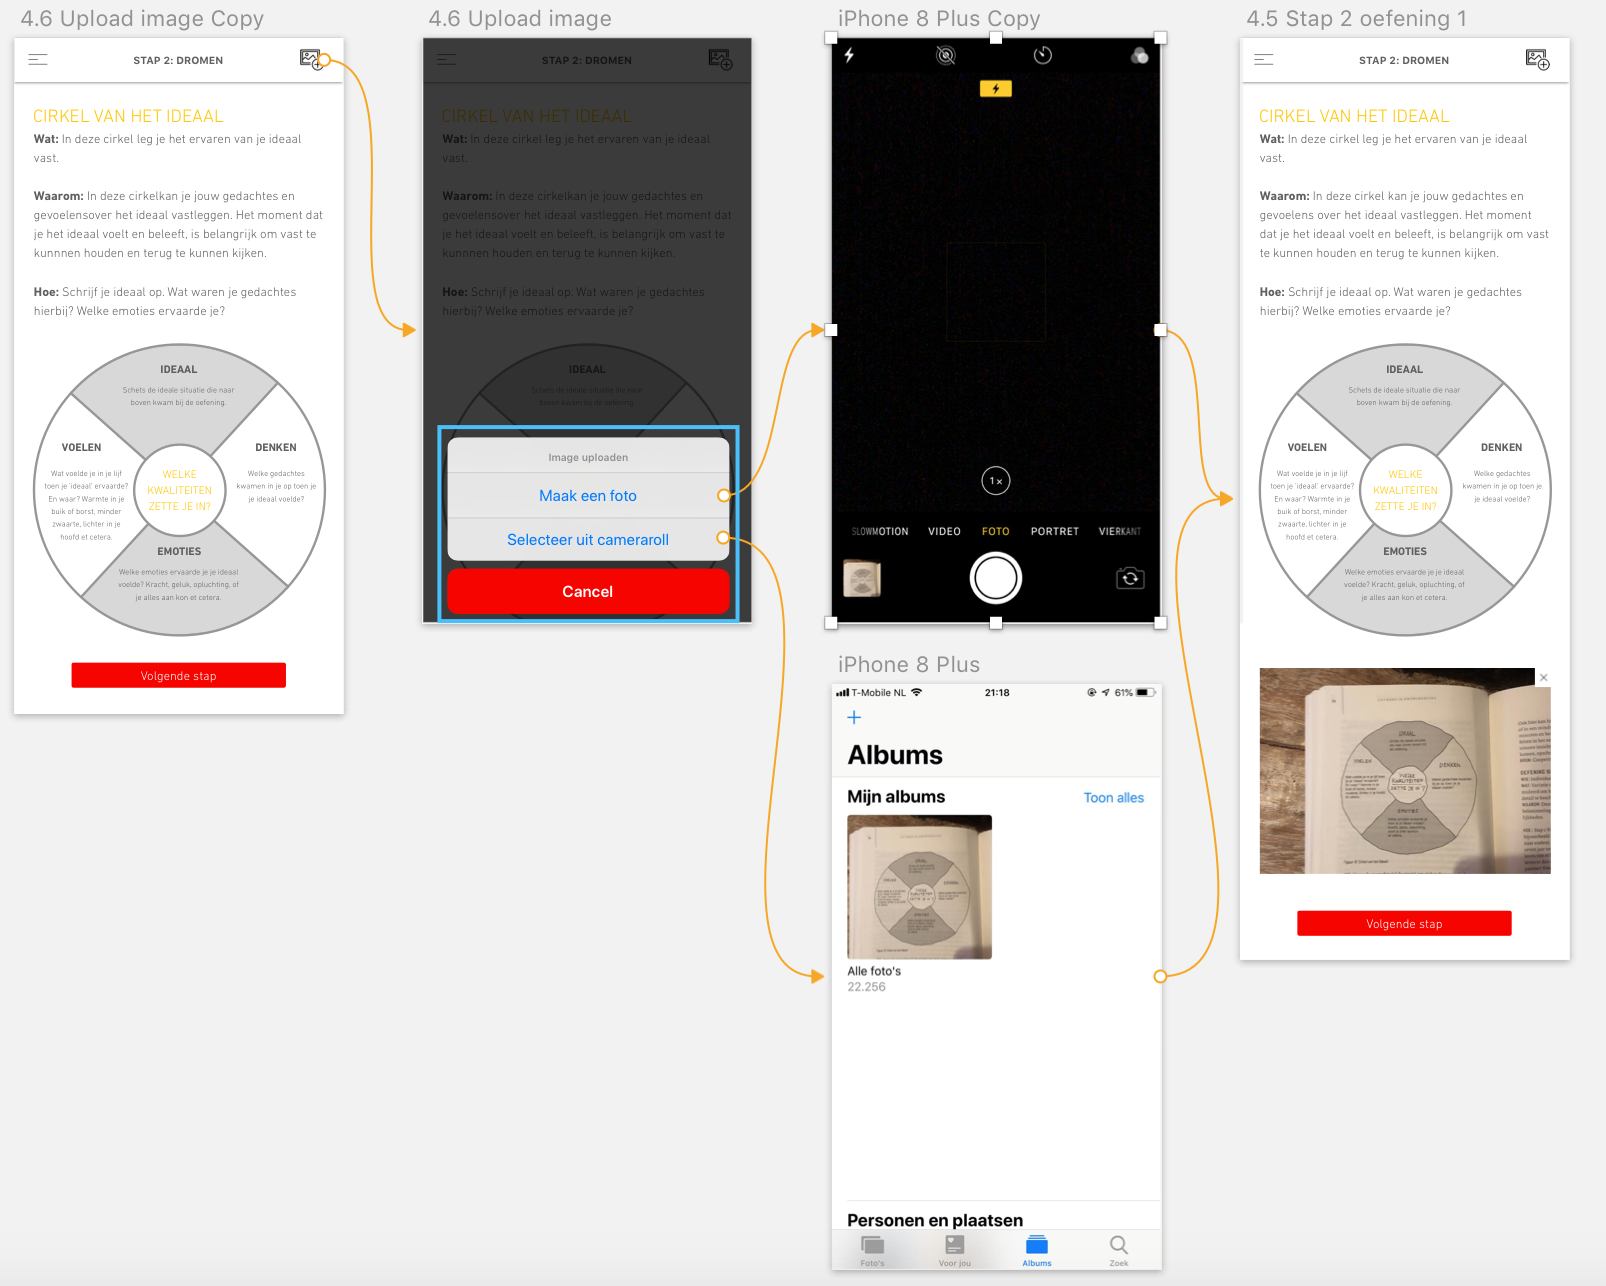 4.6 Upload image Copy
STAP 2: DROMEN
CIRKEL VAN HET IDEAAL
Wat: In deze cirkel leg je het ervaren van je ideaal
vast.
Waarom: In deze cirkelkan je jouw gedachtes en
gevoelensover het ideaal vastleggen. Het moment dat
je het ideaal voelt en beleeft, is belangrijk om vast te
kunnnen houden en terug te kunnen kijken.
Hoe: Schrijf je ideaal op. Wat waren je gedachtes
hierbij? Welke emoties ervaarde je?
IDEAAL
Schets de ideale situatie die naar
boven kwam bij de oefening.
VOELEN
Wat voelde je in je lijf
toen je 'ideaal' ervaarde?
En waar? Warmte in je
buik of borst, minder
zwaarte, lichter in je
hoofd et cetera.
WELKE
KWALITEITEN
ZETTE JE IN?
DENKEN
Welke gedachtes
kwamen in je op toen je
je ideaal voelde?
EMOTIES
Welke emoties ervaarde je je ideaal
voelde? Kracht, geluk, opluchting, of
je alles aan kon et cetera.
Volgende stap
4.6 Upload image
STAP 2: DROMEN
CIRKEL VAN HET IDEAAL
Wat: In deze cirkel leg je het ervaren van je ideaal
vast.
Waarom: In deze cirkelkan je jouw gedachtes en
gevoelensover het ideaal vastleggen. Het moment dat
je het ideaal voelt en beleeft, is belangrijk om vast te
kunnnen houden en terug te kunnen kijken.
Hoe: Schrijf je ideaal op. Wat waren je gedachtes
hierbij? Welke emoties ervaarde je?
IDEAAL
Schets de ideale situatie die naar
boven kwam bij de oefening.
Image uploaden
Maak een foto
Selecteer uit cameraroll
Cancel
iPhone 8 Plus Copy
1×
SLOWMOTION VIDEO FOTO PORTRET VIERKANT
iPhone 8 Plus
T-Mobile NL 21:18 61%
+
Albums
Mijn albums Toon alles
Alle foto's
22.256
Personen en plaatsen
Foto's Voor jou Albums Zoek
4.5 Stap 2 oefening 1
STAP 2: DROMEN
CIRKEL VAN HET IDEAAL
Wat: In deze cirkel leg je het ervaren van je ideaal
vast.
Waarom: In deze cirkel kan je jouw gedachtes en
gevoelens over het ideaal vastleggen. Het moment
dat je het ideaal voelt en beleeft, is belangrijk om vast
te kunnen houden en terug te kunnen kijken.
Hoe: Schrijf je ideaal op. Wat waren je gedachtes
hierbij? Welke emoties ervaarde je?
IDEAAL
Schets de ideale situatie die naar
boven kwam bij de oefening.
VOELEN
Wat voelde je in je lijf
toen je 'ideaal' ervaarde?
En waar? Warmte in je
buik of borst, minder
zwaarte, lichter in je
hoofd et cetera.
WELKE
KWALITEITEN
ZETTE JE IN?
DENKEN
Welke gedachtes
kwamen in je op toen je
je ideaal voelde?
EMOTIES
Welke emoties ervaarde je je ideaal
voelde? Kracht, geluk, opluchting, of
je alles aan kon et cetera.
IDEAAL
VOELEN
DENKEN
WELKE
KWALITEITEN
ZETTE JE IN?
EMOTIES
Volgende stap